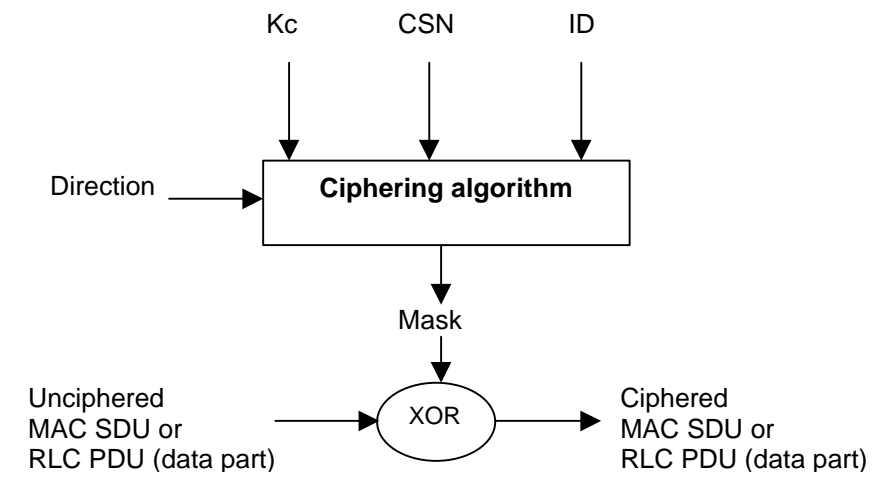 Kc CSN ID
Direction
Ciphering algorithm
Mask
Unciphered
MAC SDU or
RLC PDU (data part)
XOR
Ciphered
MAC SDU or
RLC PDU (data part)